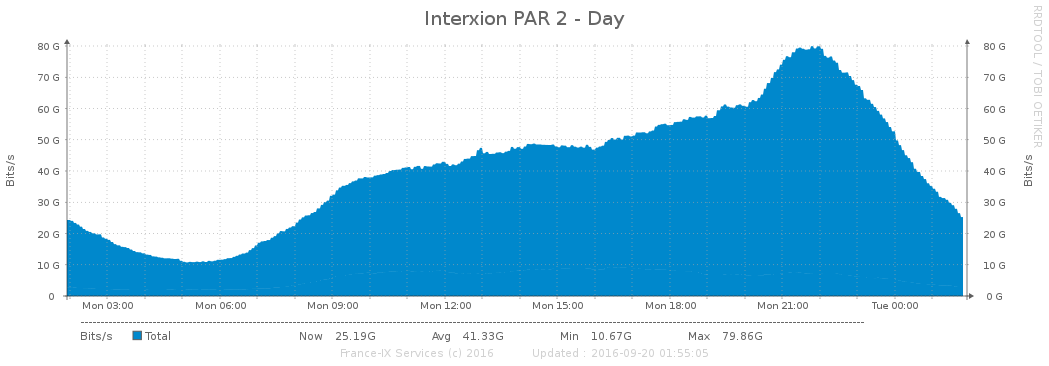 Interxion PAR 2 - Day
RRDTOOL / TOBI OETIKER
Bits/s
80 G 80 G
70 G 70 G
60 G 60 G
50 G 50 G
40 G 40 G
30 G 30 G
20 G 20 G
10 G 10 G
0 0 G
Bits/s
Mon 03:00 Mon 06:00 Mon 09:00 Mon 12:00 Mon 15:00 Mon 18:00 Mon 21:00 Tue 00:00
Bits/s Total Now 25.19G Avg 41.33G Min 10.67G Max 79.86G
France-IX Services (c) 2016 Updated : 2016-09-20 01:55:05